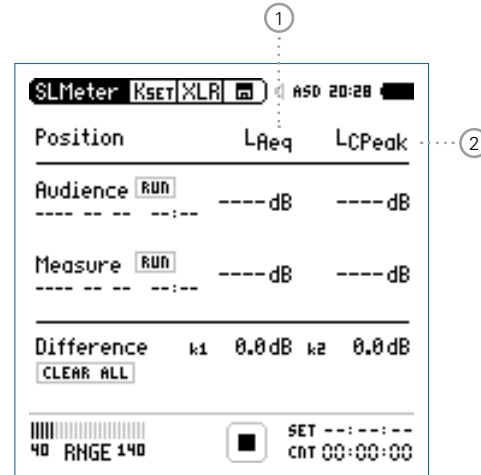 1
SLMeter KSET XLR ASD 20:28
Position LAeq LCPeak 2
Audience RUN ----dB ----dB
---- -- -- --:--
Measure RUN ----dB ----dB
---- -- -- --:--
Difference k1 0.0dB k2 0.0dB
CLEAR ALL
SET --:--:--
40 RNGE 140 CNT 00:00:00